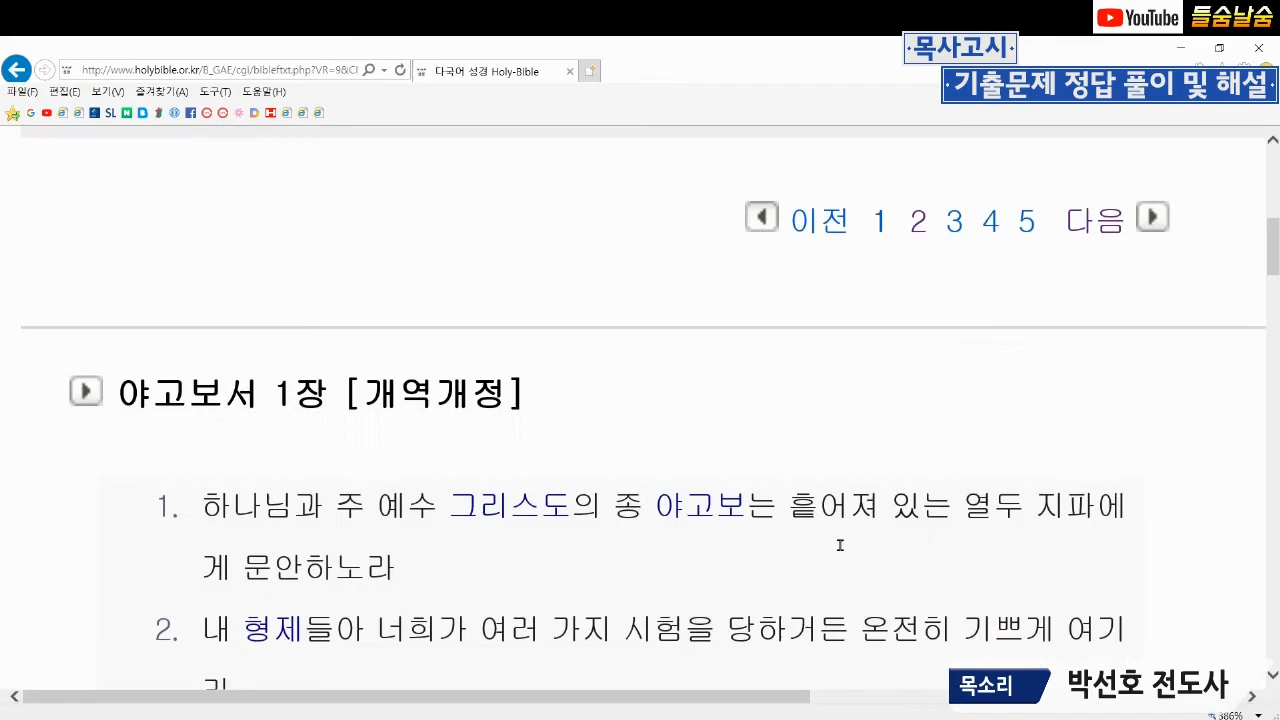 YouTube 들숨날숨
목사고시
기출문제 정답 풀이 및 해설
http://www.holybible.or.kr/B_GAE/cgi/bibleftxt.php?VR=9&CI
다국어 성경 Holy-Bible
파일(F) 편집(E) 보기(V) 즐겨찾기(A) 도구(T) 도움말(H)
이전 1 2 3 4 5 다음
야고보서 1장 [개역개정]
1. 하나님과 주 예수 그리스도의 종 야고보는 흩어져 있는 열두 지파에
게 문안하노라
2. 내 형제들아 너희가 여러 가지 시험을 당하거든 온전히 기쁘게 여기
목소리 박선호 전도사
386%